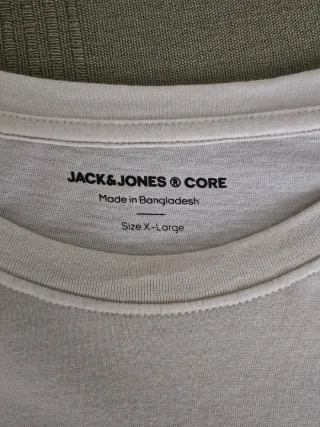 JACK&JONES ® CORE
Made in Bangladesh
Size X-Large